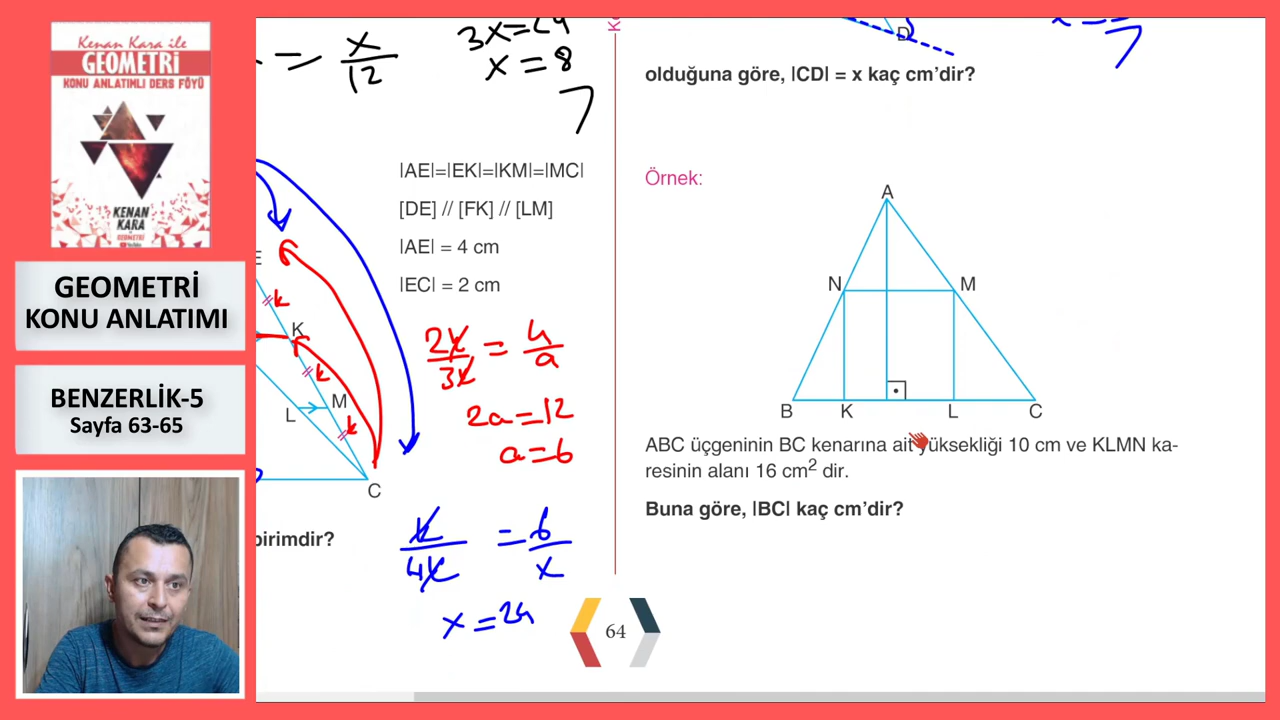 Kenan Kara ile
GEOMETRİ
KONU ANLATIMLI DERS FÖYÜ
KENAN
KARA
GEOMETRİ
GEOMETRİ
KONU ANLATIMI
BENZERLİK-5
Sayfa 63-65
= x/12
3x=24
x=8
|AE|=|EK|=|KM|=|MC|
[DE] // [FK] // [LM]
|AE| = 4 cm
|EC| = 2 cm
E
k
K
k
L
M
k
C
2k/3k = 4/a
2a=12
a=6
birimdir?
k/4k = 6/x
x=24
64
D
olduğuna göre, |CD| = x kaç cm'dir?
Örnek:
A
N
M
B
K
L
C
ABC üçgeninin BC kenarına ait yüksekliği 10 cm ve KLMN ka-
resinin alanı 16 cm² dir.
Buna göre, |BC| kaç cm'dir?